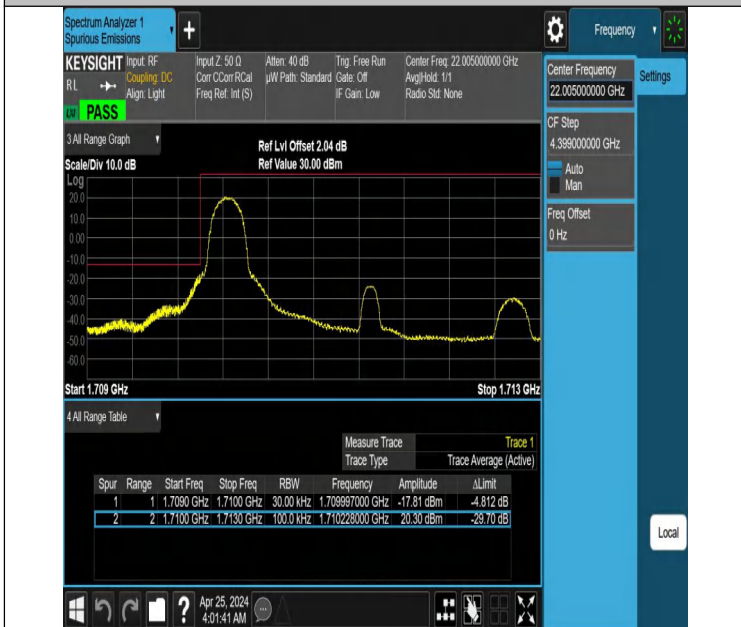 Spectrum Analyzer 1
Spurious Emissions
+
Frequency
KEYSIGHT
RL
Input: RF
Coupling: DC
Align: Light
Input Z: 50 Ω
Corr CCorr RCal
Freq Ref: Int (S)
Atten: 40 dB
µW Path: Standard
Trig: Free Run
Gate: Off
IF Gain: Low
Center Freq: 22.005000000 GHz
Avg|Hold: 1/1
Radio Std: None
PASS
3 All Range Graph
Scale/Div 10.0 dB
Ref Lvl Offset 2.04 dB
Ref Value 30.00 dBm
Log
20.0
10.0
0.00
-10.0
-20.0
-30.0
-40.0
-50.0
-60.0
Start 1.709 GHz Stop 1.713 GHz
4 All Range Table
Measure Trace Trace 1
Trace Type Trace Average (Active)
Spur Range Start Freq Stop Freq RBW Frequency Amplitude ΔLimit
1 1 1.7090 GHz 1.7100 GHz 30.00 kHz 1.709997000 GHz -17.81 dBm -4.812 dB
2 2 1.7100 GHz 1.7130 GHz 100.0 kHz 1.710228000 GHz 20.30 dBm -29.70 dB
Center Frequency
22.005000000 GHz
Settings
CF Step
4.399000000 GHz
Auto
Man
Freq Offset
0 Hz
Local
?
Apr 25, 2024
4:01:41 AM